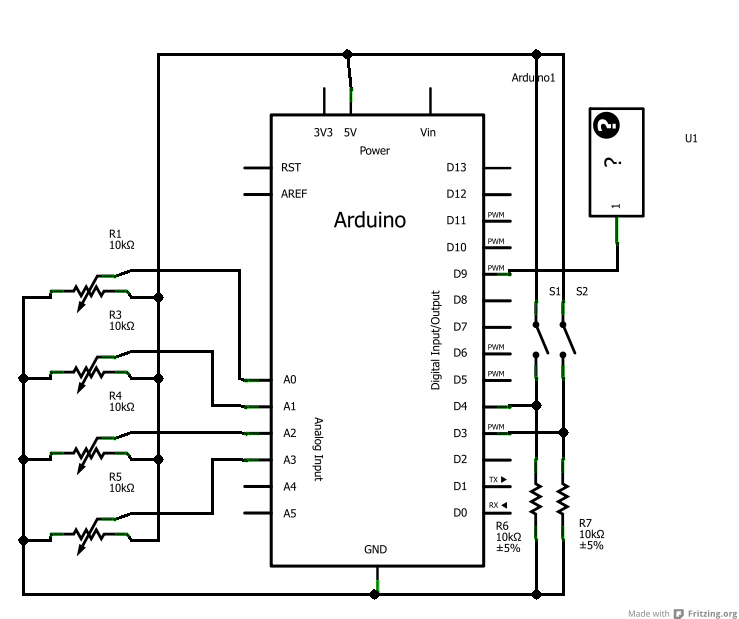 Arduino1
3V3
5V
Vin
Power
RST
AREF
Arduino
D13
D12
PWM
D11
PWM
D10
PWM
D9
D8
D7
PWM
D6
PWM
D5
D4
PWM
D3
D2
TX
D1
RX
D0
Digital Input/Output
A0
A1
A2
A3
A4
A5
Analog Input
GND
R1
10kΩ
R3
10kΩ
R4
10kΩ
R5
10kΩ
?
?
1
U1
S1
S2
R6
10kΩ
±5%
R7
10kΩ
±5%
Made with Fritzing.org